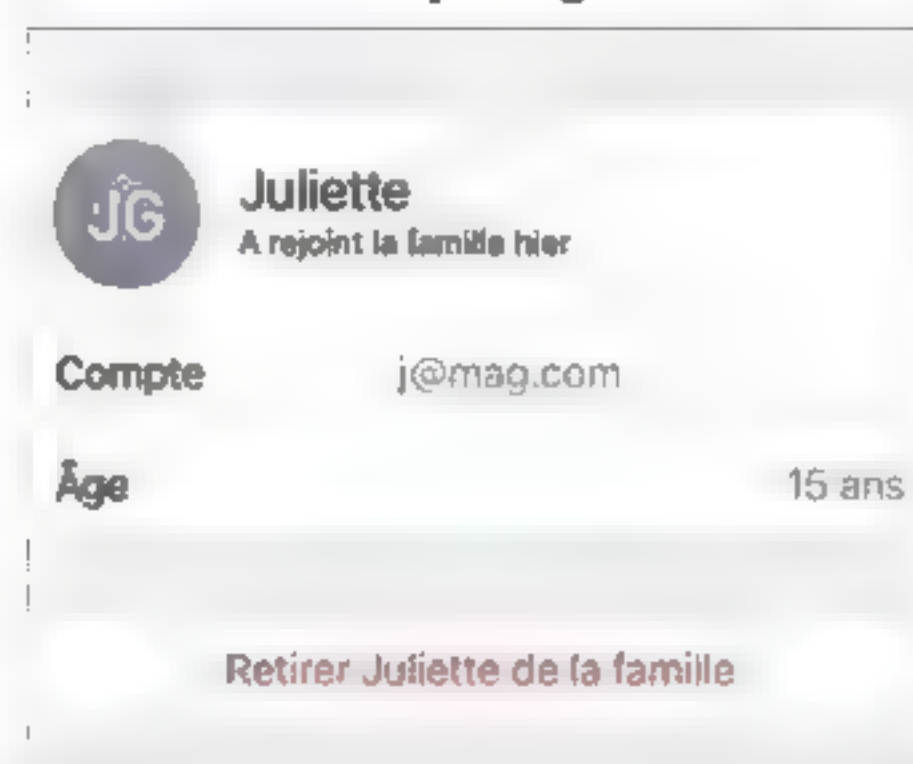 JG
Juliette
A rejoint la famille hier
Compte
j@mag.com
Âge
15 ans
Retirer Juliette de la famille